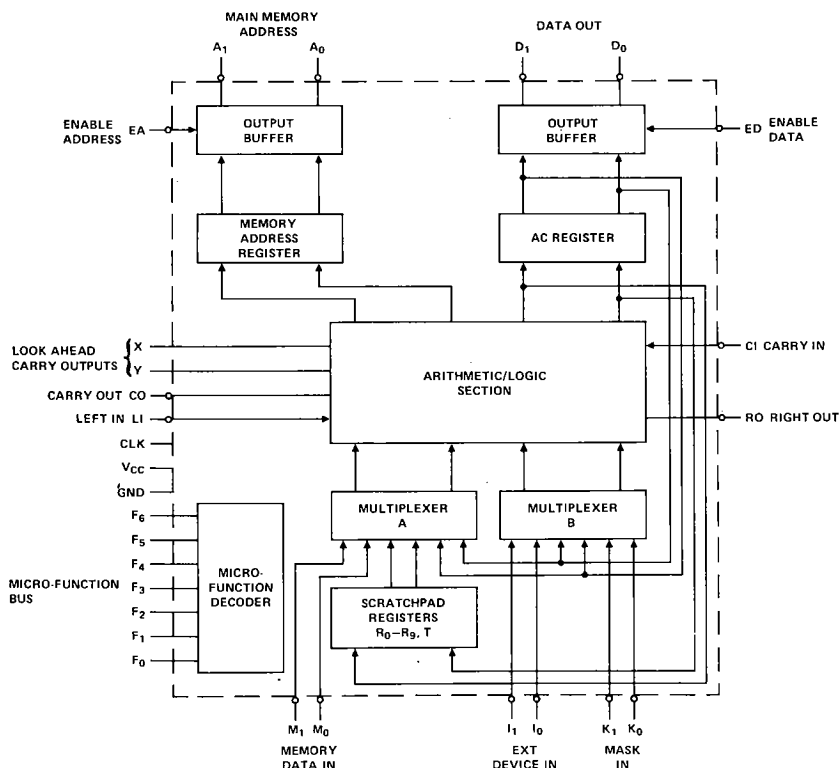 MAIN MEMORY
ADDRESS
A1 A0
DATA OUT
D1 D0
ENABLE
ADDRESS EA
OUTPUT
BUFFER
OUTPUT
BUFFER
ED ENABLE
DATA
MEMORY
ADDRESS
REGISTER
AC REGISTER
LOOK AHEAD
CARRY OUTPUTS
X
Y
ARITHMETIC/LOGIC
SECTION
CI CARRY IN
CARRY OUT CO
LEFT IN LI
RO RIGHT OUT
CLK
VCC
GND
MULTIPLEXER
A
MULTIPLEXER
B
MICRO-FUNCTION
BUS
F6
F5
F4
F3
F2
F1
F0
MICRO-
FUNCTION
DECODER
SCRATCHPAD
REGISTERS
R0–R9, T
M1 M0
MEMORY
DATA IN
I1 I0
EXT
DEVICE IN
K1 K0
MASK
IN